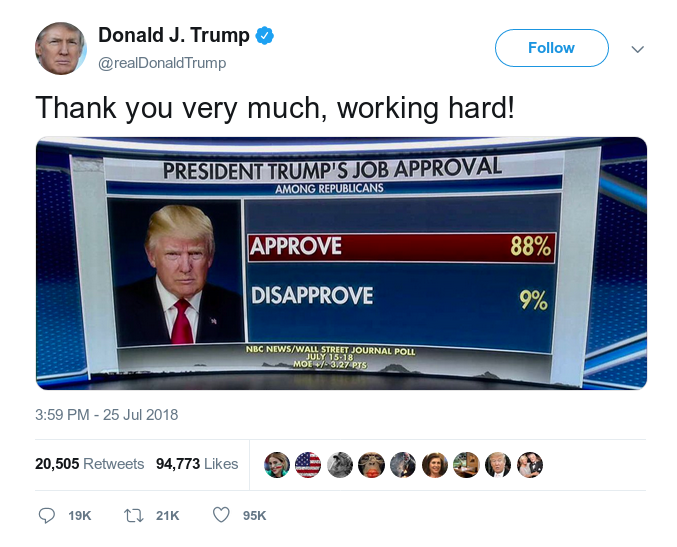 Donald J. Trump
@realDonaldTrump
Follow
Thank you very much, working hard!
PRESIDENT TRUMP'S JOB APPROVAL
AMONG REPUBLICANS
APPROVE 88%
DISAPPROVE 9%
NBC NEWS/WALL STREET JOURNAL POLL
JULY 15-18
MOE +/- 3.27 PTS
3:59 PM - 25 Jul 2018
20,505 Retweets 94,773 Likes
19K 21K 95K